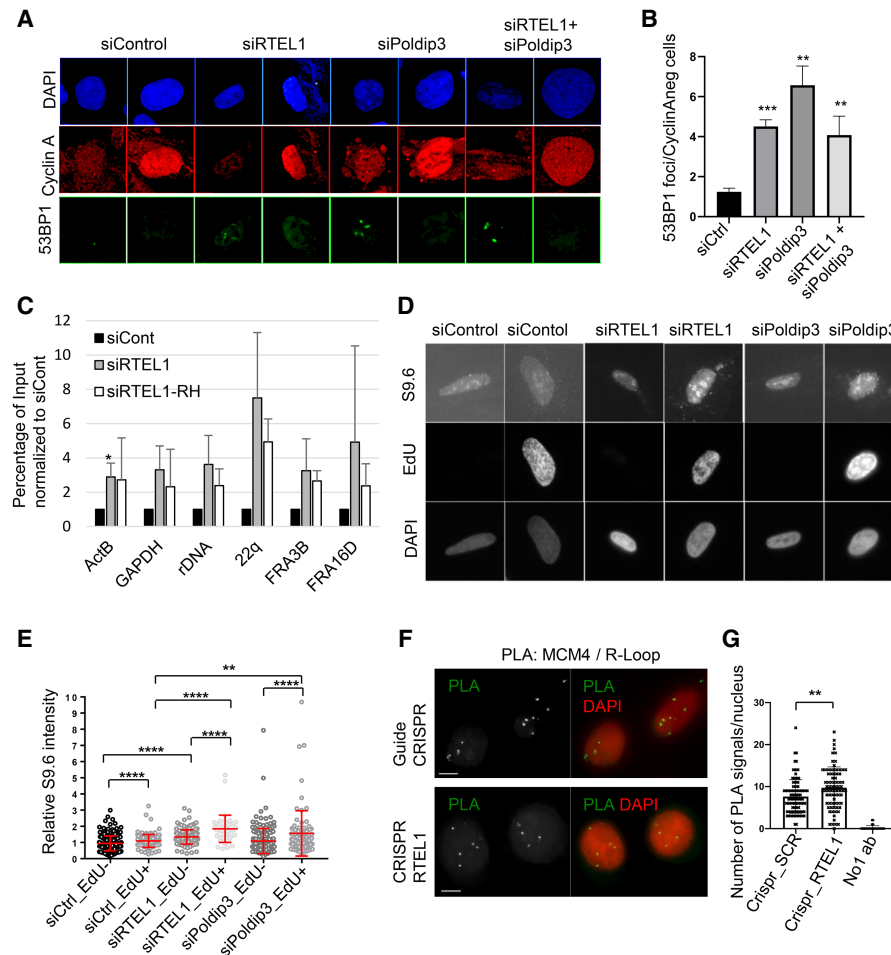 A
siControl
siRTEL1
siPoldip3
siRTEL1+
siPoldip3
DAPI
Cyclin A
53BP1
B
53BP1 foci/CyclinAneg cells
8
6
4
2
0
**
***
**
siCtrl
siRTEL1
siPoldip3
siRTEL1 +
siPoldip3
C
Percentage of Input
normalized to siCont
12
10
8
6
4
2
0
siCont
siRTEL1
siRTEL1-RH
*
ActB
GAPDH
rDNA
22q
FRA3B
FRA16D
D
siControl
siContol
siRTEL1
siRTEL1
siPoldip3
siPoldip3
S9.6
EdU
DAPI
E
Relative S9.6 intensity
10
9
8
7
6
5
4
3
2
1
0
**
****
****
****
****
****
siCtrl_EdU-
siCtrl_EdU+
siRTEL1_EdU-
siRTEL1_EdU+
siPoldip3_EdU-
siPoldip3_EdU+
F
PLA: MCM4 / R-Loop
Guide
CRISPR
PLA
PLA
DAPI
CRISPR
RTEL1
PLA
PLA DAPI
G
Number of PLA signals/nucleus
30
20
10
0
**
Crispr_SCR
Crispr_RTEL1
No1 ab